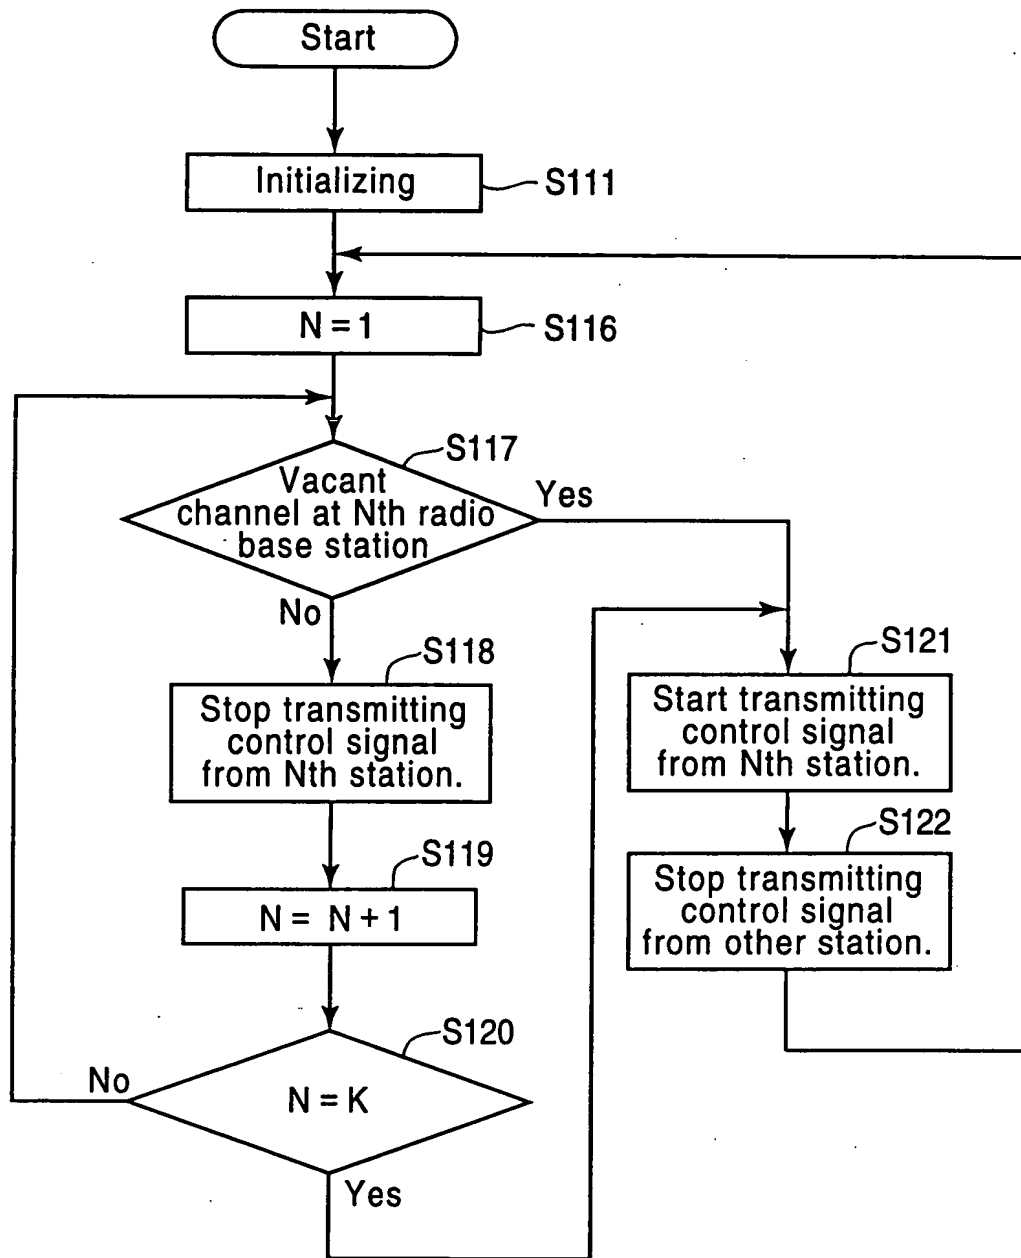 Start
Initializing
S111
N = 1
S116
S117
Vacant
channel at Nth radio
base station
Yes
No
S118
Stop transmitting
control signal
from Nth station.
S119
N = N + 1
S120
N = K
No
Yes
S121
Start transmitting
control signal
from Nth station.
S122
Stop transmitting
control signal
from other station.